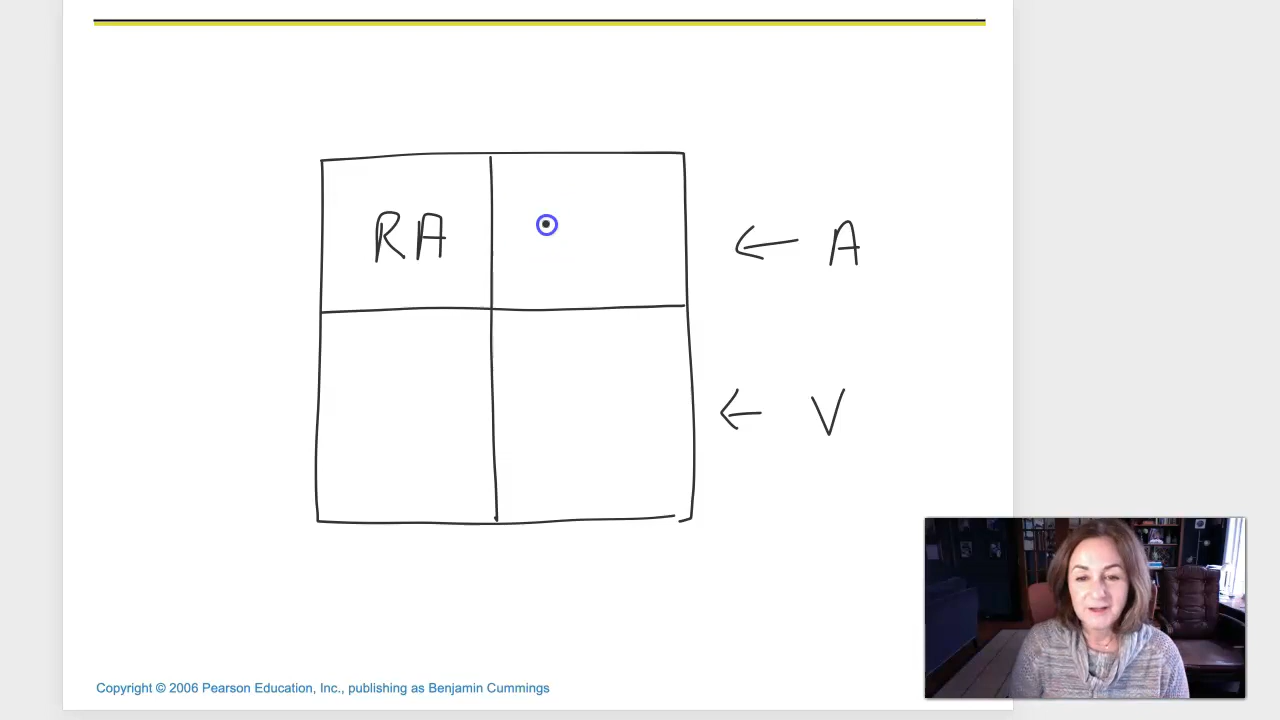 RA
← A
← V
Copyright © 2006 Pearson Education, Inc., publishing as Benjamin Cummings